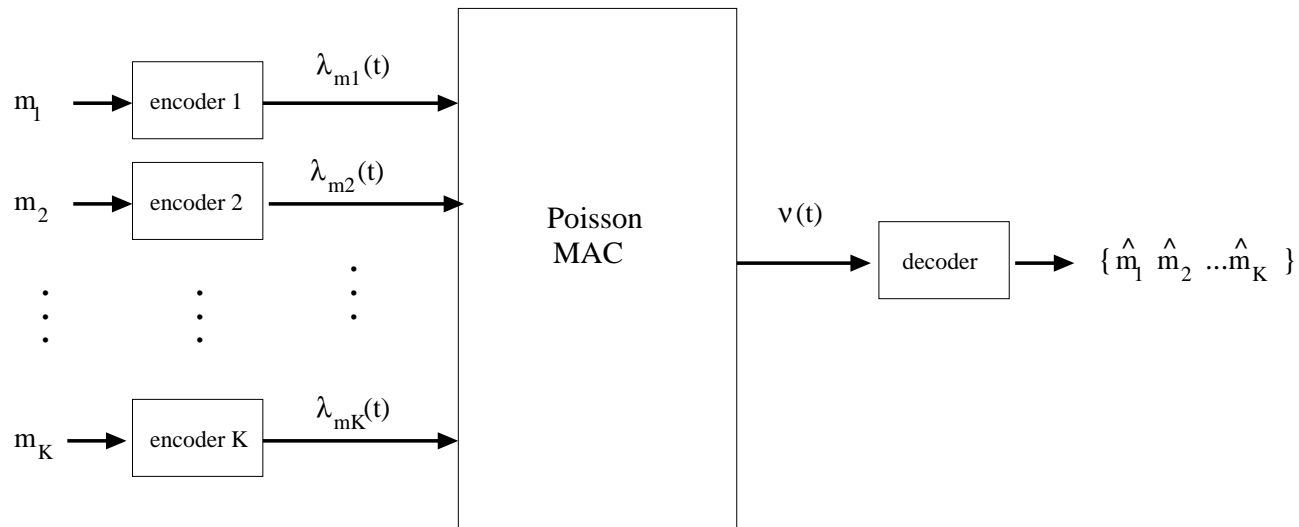 m1 encoder 1 λm1(t)
m2 encoder 2 λm2(t)
Poisson
MAC
ν(t)
decoder
{ m̂1 m̂2 ...m̂K }
mK encoder K λmK(t)